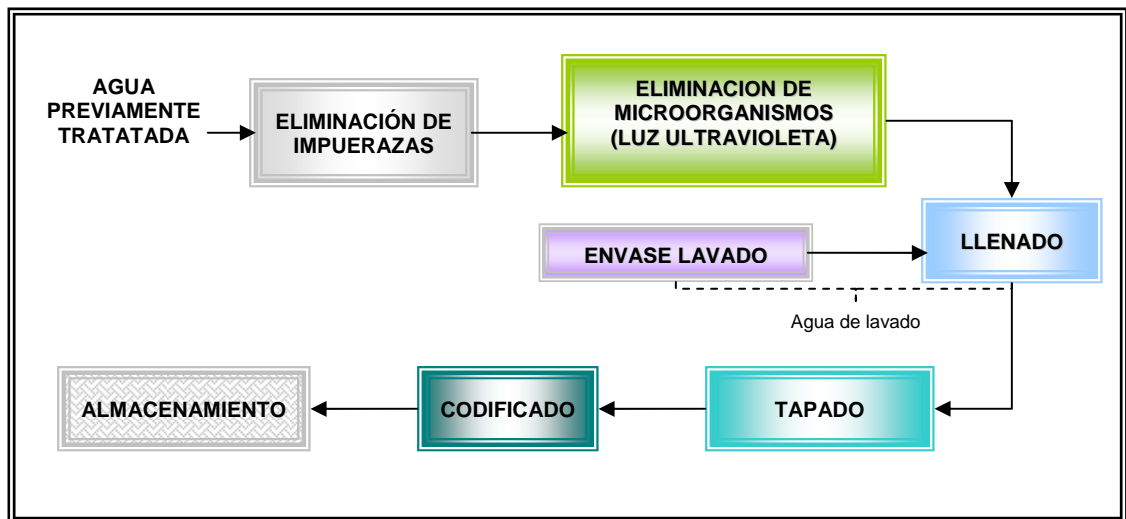 AGUA
PREVIAMENTE
TRATATADA
ELIMINACIÓN DE
IMPUERAZAS
ELIMINACION DE
MICROORGANISMOS
(LUZ ULTRAVIOLETA)
ENVASE LAVADO
LLENADO
Agua de lavado
ALMACENAMIENTO
CODIFICADO
TAPADO